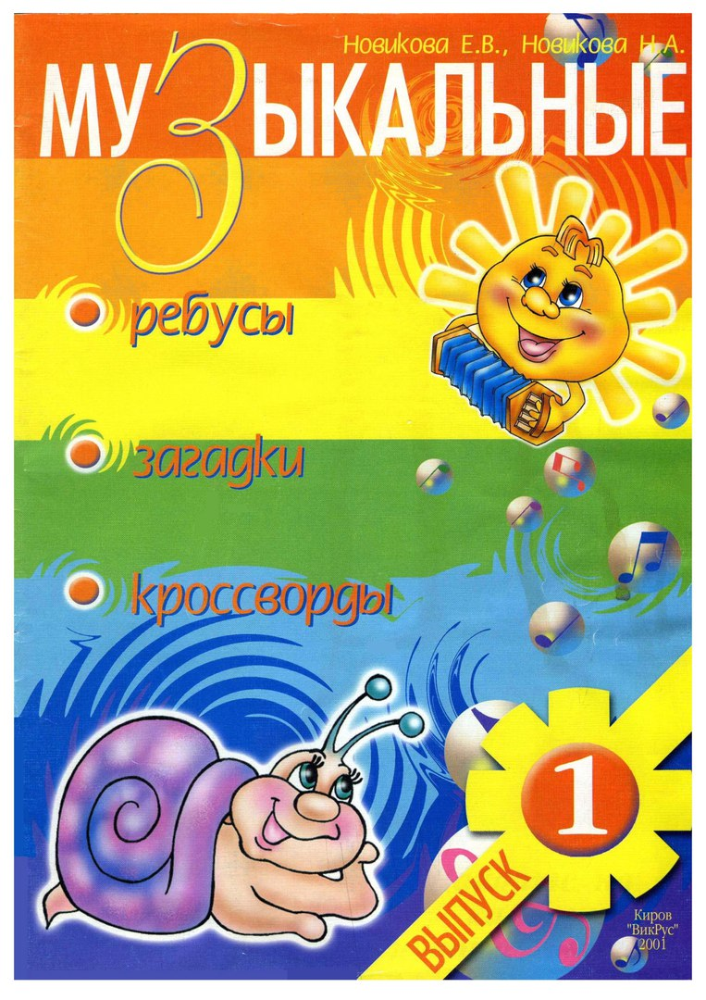 Новикова Е.В., Новикова Н.А.
МУЗЫКАЛЬНЫЕ
ребусы
загадки
кроссворды
1
ВЫПУСК
Киров
"ВикРус"
2001